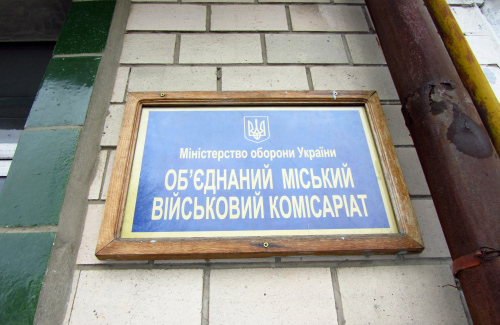 Міністерство оборони України
ОБ'ЄДНАНИЙ МІСЬКИЙ
ВІЙСЬКОВИЙ КОМІСАРІАТ